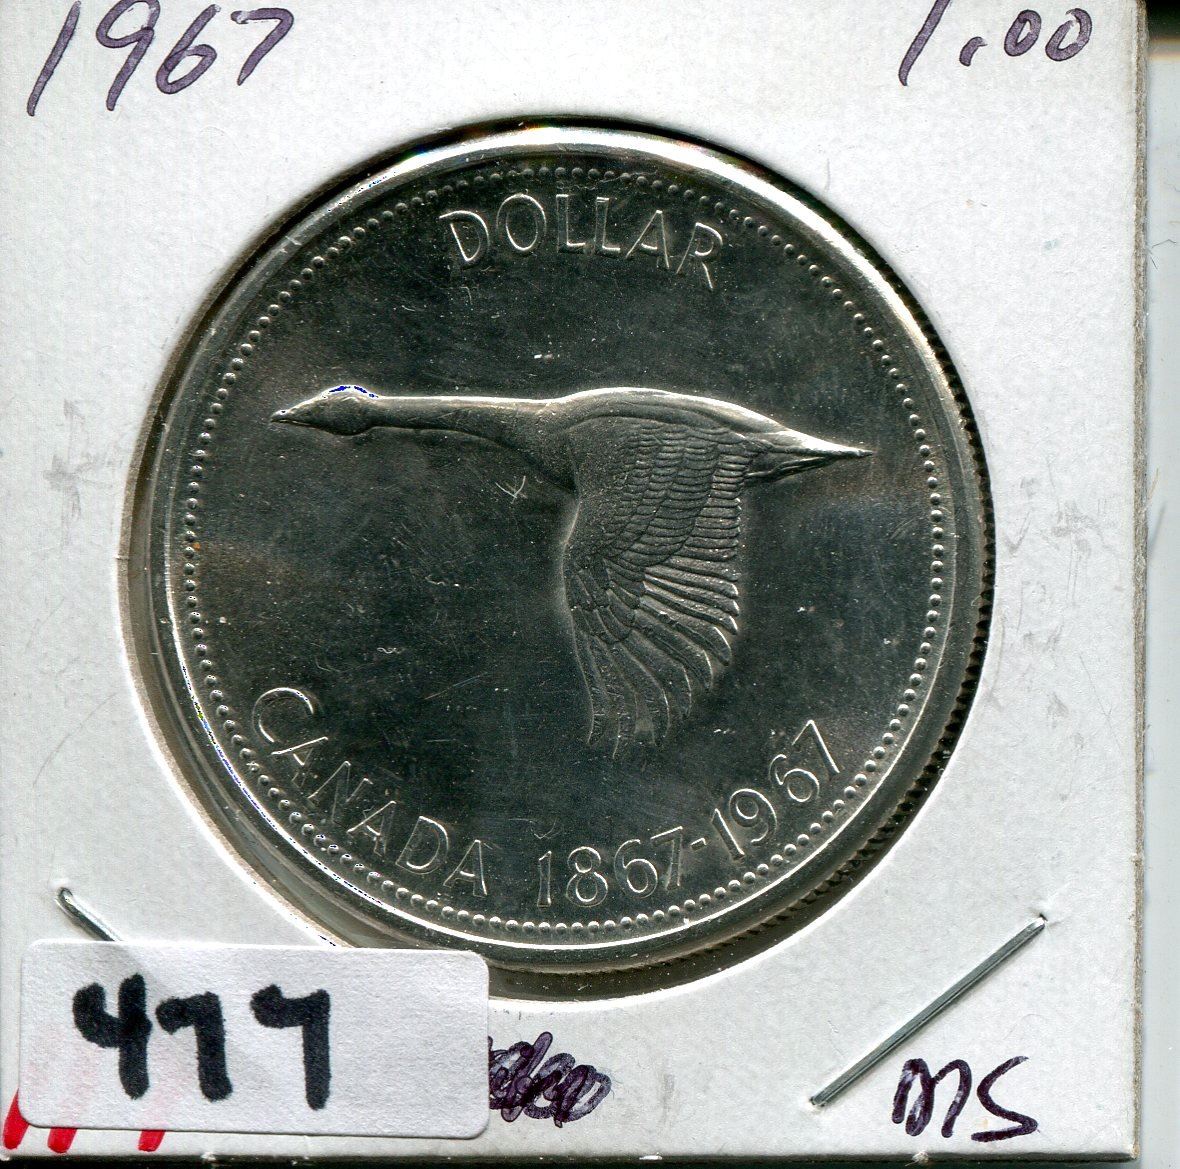 1967 1.00
DOLLAR
CANADA 1867-1967
477
MS